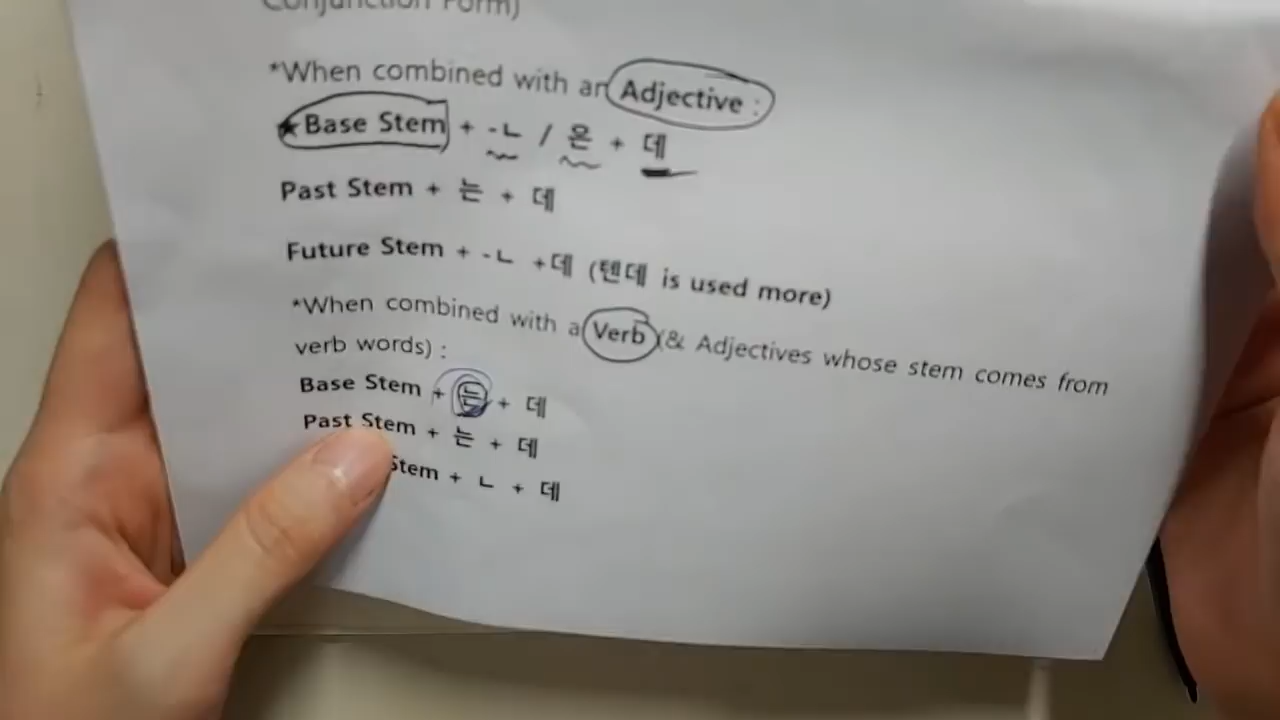 Conjunction Form)
*When combined with an Adjective :
★Base Stem + -ㄴ / 은 + 데
Past Stem + 는 + 데
Future Stem + -ㄴ +데 (텐데 is used more)
*When combined with a Verb (& Adjectives whose stem comes from
verb words) :
Base Stem + 는 + 데
Past Stem + 는 + 데
Stem + ㄴ + 데